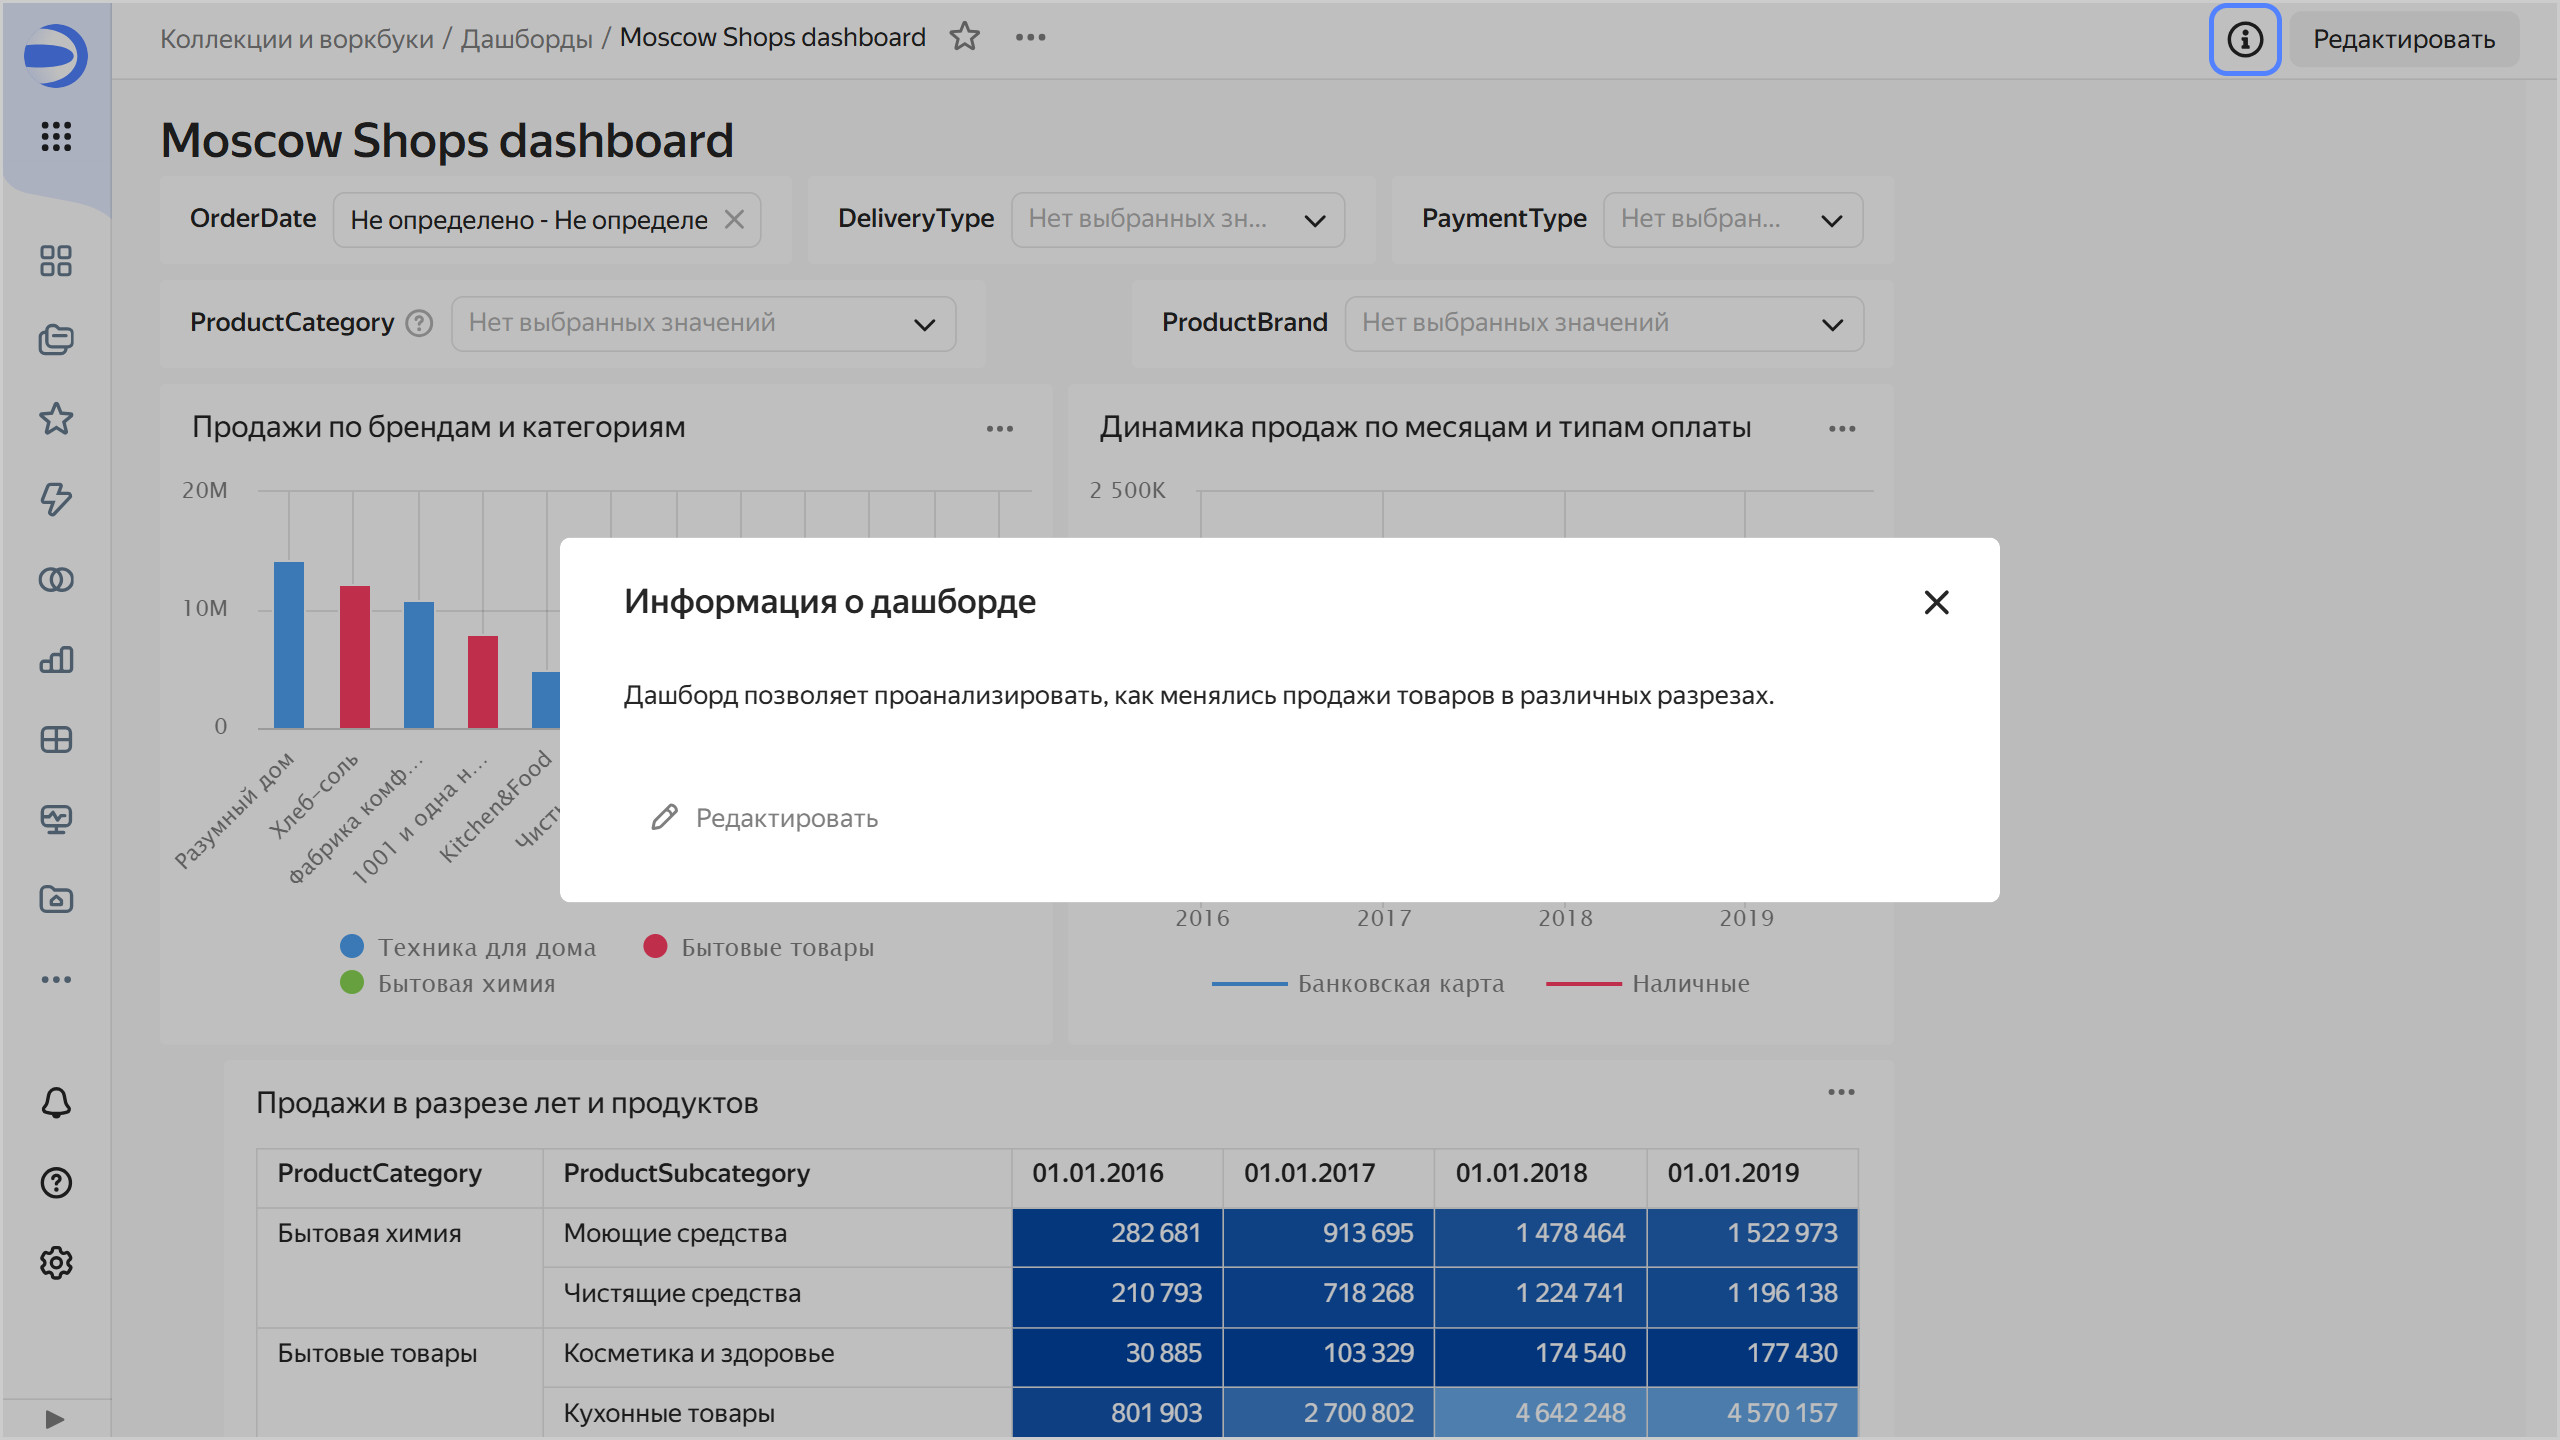 Коллекции и воркбуки / Дашборды / Moscow Shops dashboard
Редактировать
Moscow Shops dashboard
OrderDate Не определено - Не определе DeliveryType Нет выбранных зн... PaymentType Нет выбран...
ProductCategory Нет выбранных значений ProductBrand Нет выбранных значений
Продажи по брендам и категориям
20M
10M
0
Разумный дом
Хлеб-соль
Фабрика комф...
1001 и одна н...
Kitchen&Food
Чисть
Техника для дома Бытовые товары
Бытовая химия
Динамика продаж по месяцам и типам оплаты
2 500K
2016 2017 2018 2019
Банковская карта Наличные
Информация о дашборде
Дашборд позволяет проанализировать, как менялись продажи товаров в различных разрезах.
Редактировать
Продажи в разрезе лет и продуктов
ProductCategory ProductSubcategory 01.01.2016 01.01.2017 01.01.2018 01.01.2019
Бытовая химия Моющие средства 282 681 913 695 1 478 464 1 522 973
Чистящие средства 210 793 718 268 1 224 741 1 196 138
Бытовые товары Косметика и здоровье 30 885 103 329 174 540 177 430
Кухонные товары 801 903 2 700 802 4 642 248 4 570 157